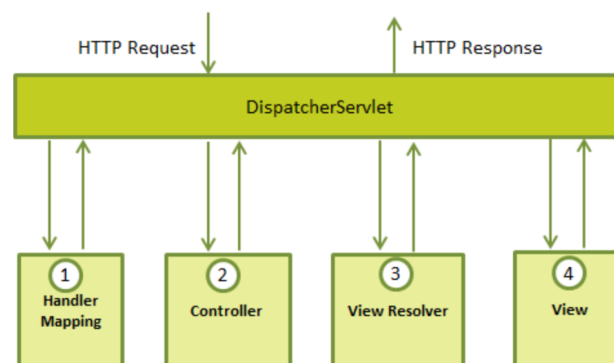 HTTP Request
HTTP Response
DispatcherServlet
1
Handler
Mapping
2
Controller
3
View Resolver
4
View